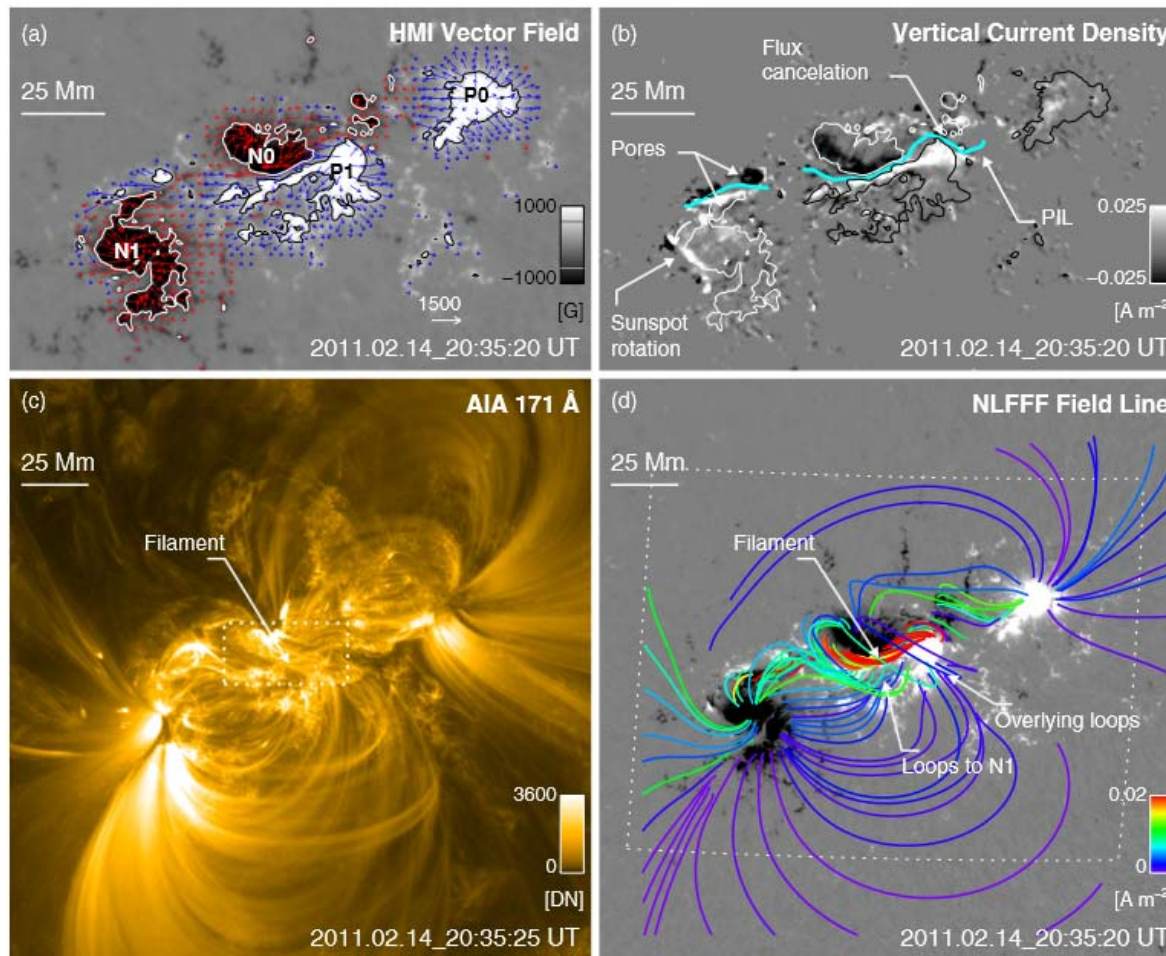 (a)
HMI Vector Field
25 Mm
P0
N0
P1
N1
1000
−1000
[G]
1500
2011.02.14_20:35:20 UT
(b)
Vertical Current Density
25 Mm
Flux
cancelation
Pores
PIL
Sunspot
rotation
0.025
−0.025
[A m⁻²
2011.02.14_20:35:20 UT
(c)
AIA 171 Å
25 Mm
Filament
3600
0
[DN]
2011.02.14_20:35:25 UT
(d)
NLFFF Field Line
25 Mm
Filament
Overlying loops
Loops to N1
0.02
0
[A m⁻²
2011.02.14_20:35:20 UT